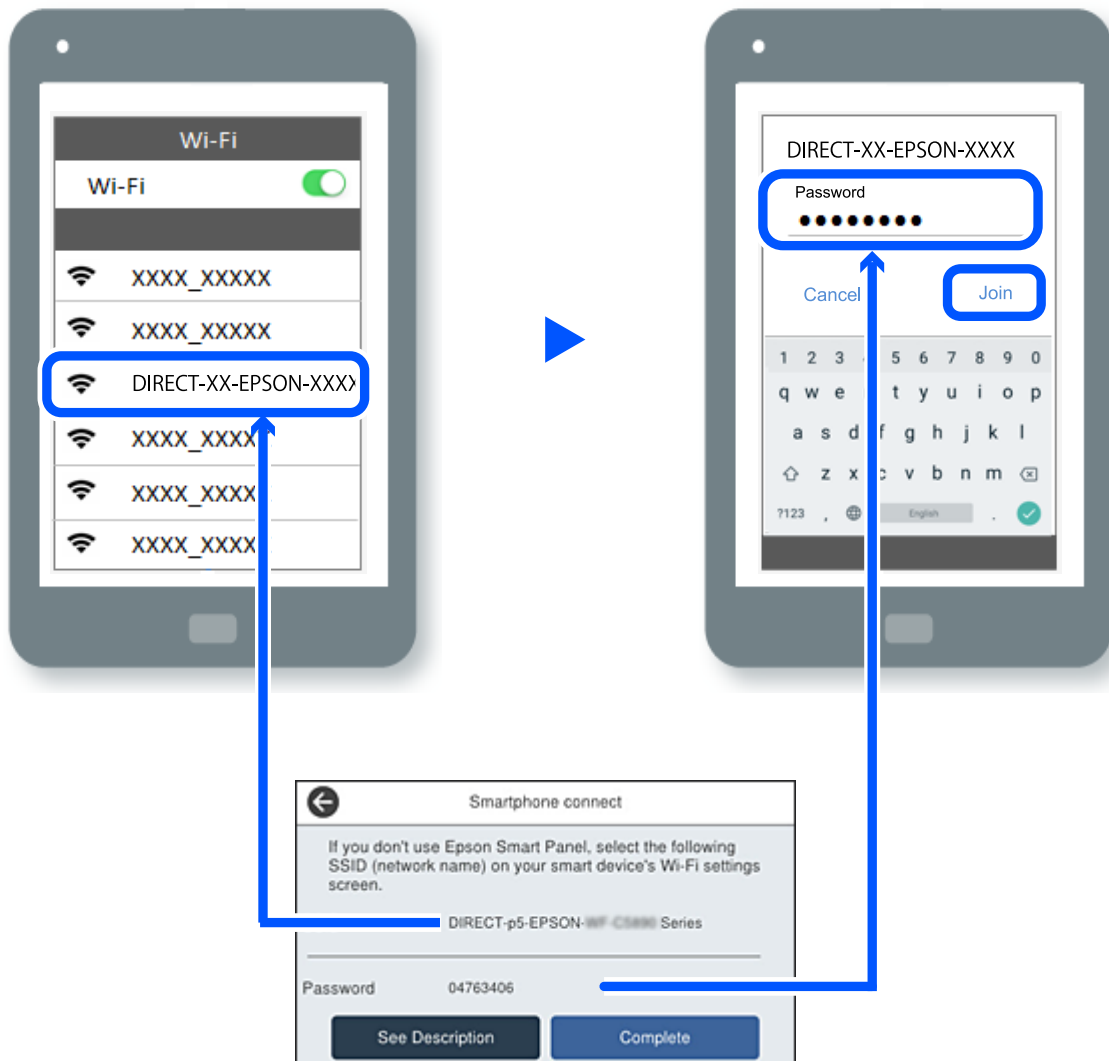 Wi-Fi
Wi-Fi
XXXX_XXXXX
XXXX_XXXXX
DIRECT-XX-EPSON-XXXX
XXXX_XXXX
XXXX_XXXX
XXXX_XXXX
DIRECT-XX-EPSON-XXXX
Password
●●●●●●●●
Cancel
Join
1 2 3 5 6 7 8 9 0
q w e t y u i o p
a s d f g h j k l
z x c v b n m
?123 , English .
Smartphone connect
If you don't use Epson Smart Panel, select the following
SSID (network name) on your smart device's Wi-Fi settings
screen.
DIRECT-p5-EPSON- Series
Password 04763406
See Description
Complete